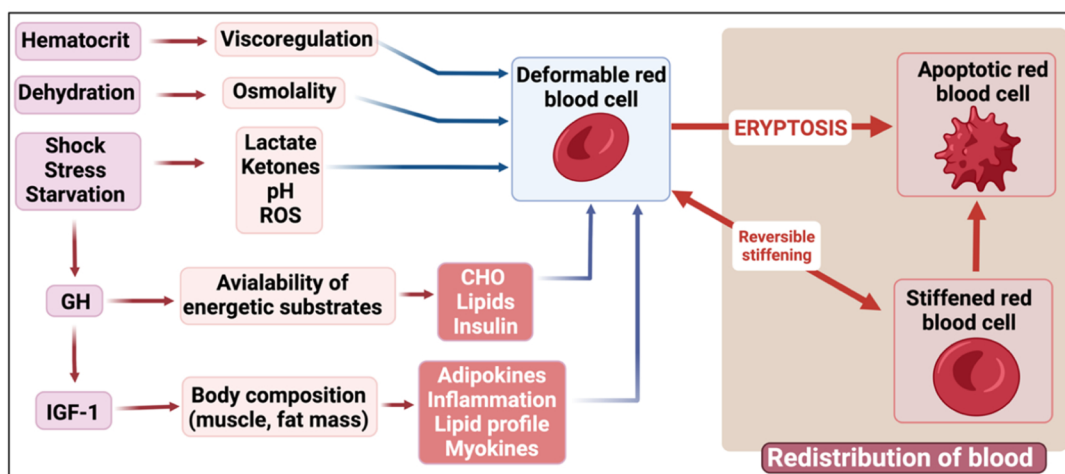 Hematocrit
Viscoregulation
Dehydration
Osmolality
Shock
Stress
Starvation
Lactate
Ketones
pH
ROS
GH
Avialability of
energetic substrates
CHO
Lipids
Insulin
IGF-1
Body composition
(muscle, fat mass)
Adipokines
Inflammation
Lipid profile
Myokines
Deformable red
blood cell
ERYPTOSIS
Apoptotic red
blood cell
Reversible
stiffening
Stiffened red
blood cell
Redistribution of blood